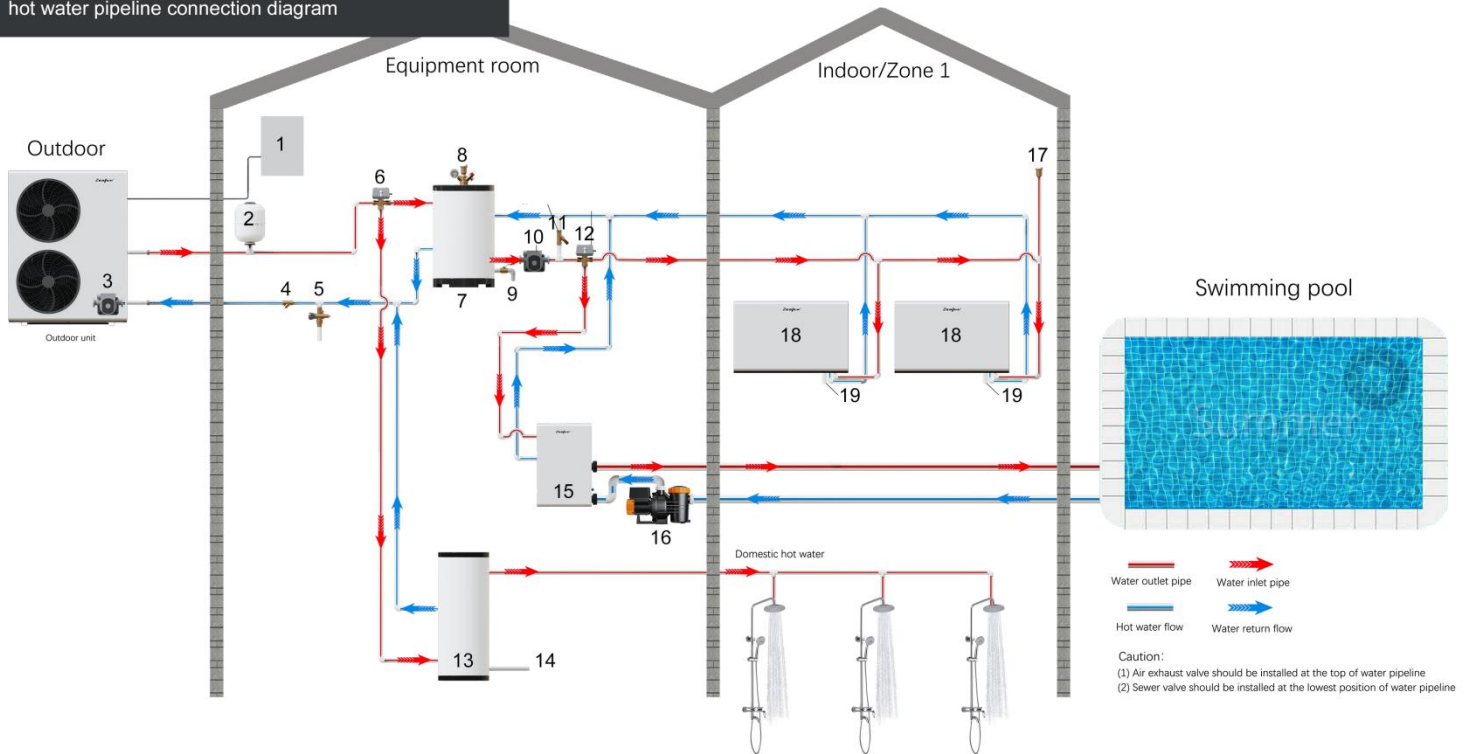 hot water pipeline connection diagram
Equipment room
Indoor/Zone 1
Outdoor
1
2
3
Outdoor unit
4
5
6
7
8
9
10
11
12
13
14
15
16
17
18
18
19
19
Swimming pool
Summer
Domestic hot water
Water outlet pipe
Water inlet pipe
Hot water flow
Water return flow
Caution:
(1) Air exhaust valve should be installed at the top of water pipeline
(2) Sewer valve should be installed at the lowest position of water pipeline